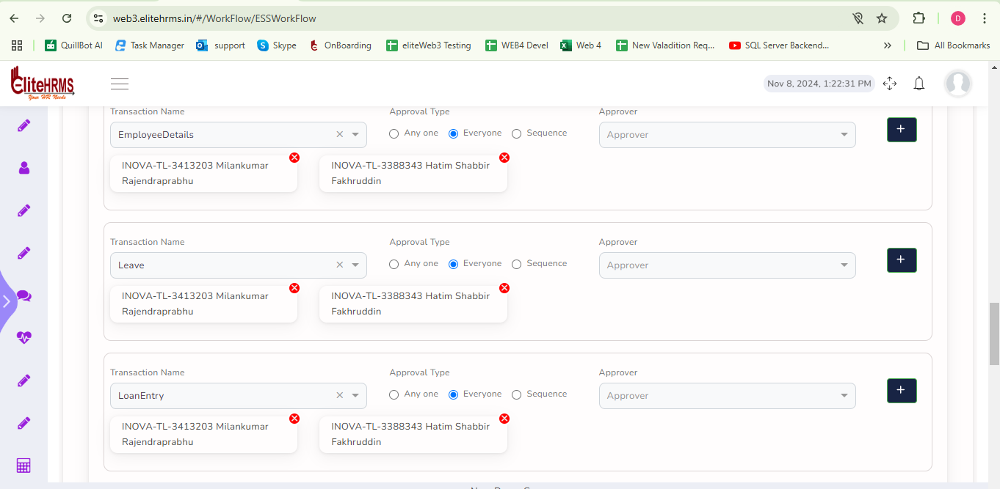 web3.elitehrms.in/#/WorkFlow/ESSWorkFlow
D
QuillBot AI
Task Manager
support
Skype
OnBoarding
eliteWeb3 Testing
WEB4 Devel
Web 4
New Valadition Req...
SQL Server Backend...
All Bookmarks
EliteHRMS
Your HR Needs
Nov 8, 2024, 1:22:31 PM
Transaction Name
Approval Type
Approver
EmployeeDetails
Any one
Everyone
Sequence
Approver
INOVA-TL-3413203 Milankumar
Rajendraprabhu
INOVA-TL-3388343 Hatim Shabbir
Fakhruddin
Transaction Name
Approval Type
Approver
Leave
Any one
Everyone
Sequence
Approver
INOVA-TL-3413203 Milankumar
Rajendraprabhu
INOVA-TL-3388343 Hatim Shabbir
Fakhruddin
Transaction Name
Approval Type
Approver
LoanEntry
Any one
Everyone
Sequence
Approver
INOVA-TL-3413203 Milankumar
Rajendraprabhu
INOVA-TL-3388343 Hatim Shabbir
Fakhruddin